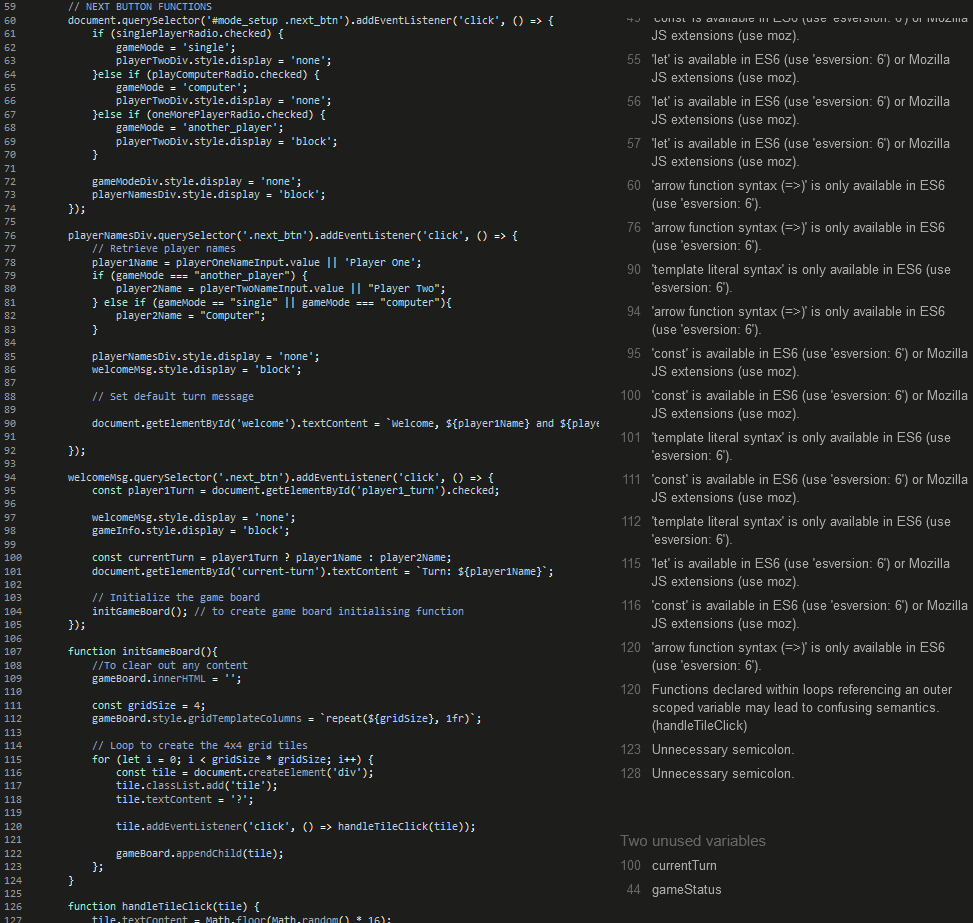 59 // NEXT BUTTON FUNCTIONS
60 document.querySelector('#mode_setup .next_btn').addEventListener('click', () => {
61 if (singlePlayerRadio.checked) {
62 gameMode = 'single';
63 playerTwoDiv.style.display = 'none';
64 }else if (playComputerRadio.checked) {
65 gameMode = 'computer';
66 playerTwoDiv.style.display = 'none';
67 }else if (oneMorePlayerRadio.checked) {
68 gameMode = 'another_player';
69 playerTwoDiv.style.display = 'block';
70 }
71
72 gameModeDiv.style.display = 'none';
73 playerNamesDiv.style.display = 'block';
74 });
75
76 playerNamesDiv.querySelector('.next_btn').addEventListener('click', () => {
77 // Retrieve player names
78 player1Name = playerOneNameInput.value || 'Player One';
79 if (gameMode === "another_player") {
80 player2Name = playerTwoNameInput.value || "Player Two";
81 } else if (gameMode == "single" || gameMode === "computer"){
82 player2Name = "Computer";
83 }
84
85 playerNamesDiv.style.display = 'none';
86 welcomeMsg.style.display = 'block';
87
88 // Set default turn message
89
90 document.getElementById('welcome').textContent = `Welcome, ${player1Name} and ${playe
91
92 });
93
94 welcomeMsg.querySelector('.next_btn').addEventListener('click', () => {
95 const player1Turn = document.getElementById('player1_turn').checked;
96
97 welcomeMsg.style.display = 'none';
98 gameInfo.style.display = 'block';
99
100 const currentTurn = player1Turn ? player1Name : player2Name;
101 document.getElementById('current-turn').textContent = `Turn: ${player1Name}`;
102
103 // Initialize the game board
104 initGameBoard(); // to create game board initialising function
105 });
106
107 function initGameBoard(){
108 //To clear out any content
109 gameBoard.innerHTML = '';
110
111 const gridSize = 4;
112 gameBoard.style.gridTemplateColumns = `repeat(${gridSize}, 1fr)`;
113
114 // Loop to create the 4x4 grid tiles
115 for (let i = 0; i < gridSize * gridSize; i++) {
116 const tile = document.createElement('div');
117 tile.classList.add('tile');
118 tile.textContent = '?';
119
120 tile.addEventListener('click', () => handleTileClick(tile));
121
122 gameBoard.appendChild(tile);
123 };
124 }
125
126 function handleTileClick(tile) {
127 tile.textContent = Math.floor(Math.random() * 16);
45 'const' is available in ES6 (use 'esversion: 6') or Mozilla
JS extensions (use moz).
55 'let' is available in ES6 (use 'esversion: 6') or Mozilla
JS extensions (use moz).
56 'let' is available in ES6 (use 'esversion: 6') or Mozilla
JS extensions (use moz).
57 'let' is available in ES6 (use 'esversion: 6') or Mozilla
JS extensions (use moz).
60 'arrow function syntax (=>)' is only available in ES6
(use 'esversion: 6').
76 'arrow function syntax (=>)' is only available in ES6
(use 'esversion: 6').
90 'template literal syntax' is only available in ES6 (use
'esversion: 6').
94 'arrow function syntax (=>)' is only available in ES6
(use 'esversion: 6').
95 'const' is available in ES6 (use 'esversion: 6') or Mozilla
JS extensions (use moz).
100 'const' is available in ES6 (use 'esversion: 6') or Mozilla
JS extensions (use moz).
101 'template literal syntax' is only available in ES6 (use
'esversion: 6').
111 'const' is available in ES6 (use 'esversion: 6') or Mozilla
JS extensions (use moz).
112 'template literal syntax' is only available in ES6 (use
'esversion: 6').
115 'let' is available in ES6 (use 'esversion: 6') or Mozilla
JS extensions (use moz).
116 'const' is available in ES6 (use 'esversion: 6') or Mozilla
JS extensions (use moz).
120 'arrow function syntax (=>)' is only available in ES6
(use 'esversion: 6').
120 Functions declared within loops referencing an outer
scoped variable may lead to confusing semantics.
(handleTileClick)
123 Unnecessary semicolon.
128 Unnecessary semicolon.
Two unused variables
100 currentTurn
44 gameStatus